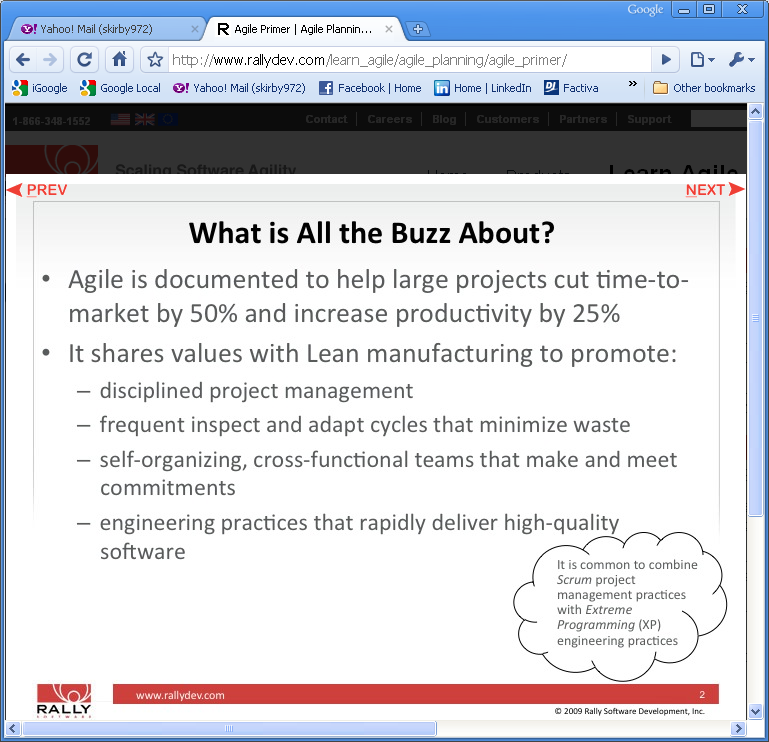 Google
Yahoo! Mail (skirby972)
R Agile Primer | Agile Plannin...
http://www.rallydev.com/learn_agile/agile_planning/agile_primer/
iGoogle Google Local Yahoo! Mail (skirby972) Facebook | Home Home | LinkedIn Factiva » Other bookmarks
1-866-348-1552 Contact | Careers | Blog | Customers | Partners | Support
Scaling Software Agility Home Products Learn Agile
PREV NEXT
What is All the Buzz About?
• Agile is documented to help large projects cut time-to-
market by 50% and increase productivity by 25%
• It shares values with Lean manufacturing to promote:
– disciplined project management
– frequent inspect and adapt cycles that minimize waste
– self-organizing, cross-functional teams that make and meet
commitments
– engineering practices that rapidly deliver high-quality
software
It is common to combine
Scrum project
management practices
with Extreme
Programming (XP)
engineering practices
RALLY
SOFTWARE
www.rallydev.com 2
© 2009 Rally Software Development, Inc.